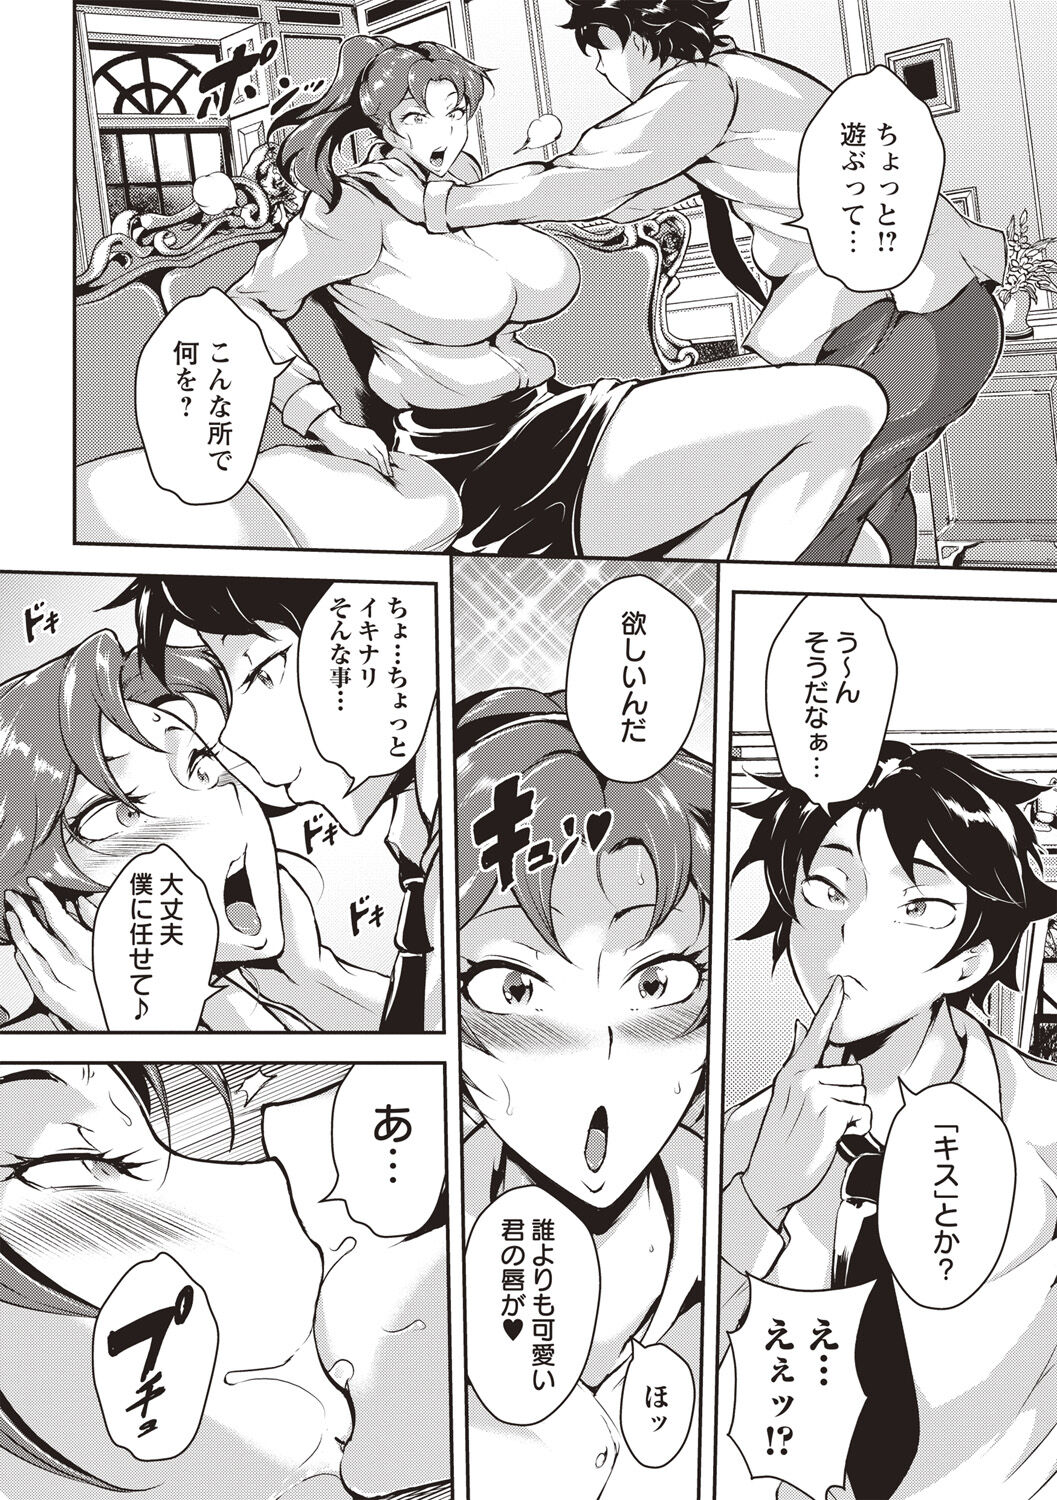 ちょっと!?
遊ぶって…
ポンッ
こんな所で
何を?
う〜ん
そうだなぁ…
「キス」とか?
え…
えぇッ!?
欲しいんだ
キュン♥
誰よりも可愛い
君の唇が♥
ほッ
ちょ…ちょっと
イキナリ
そんな事…
ドキ
ドキ
ドキ
大丈夫
僕に任せて♪
あ…
プチュ